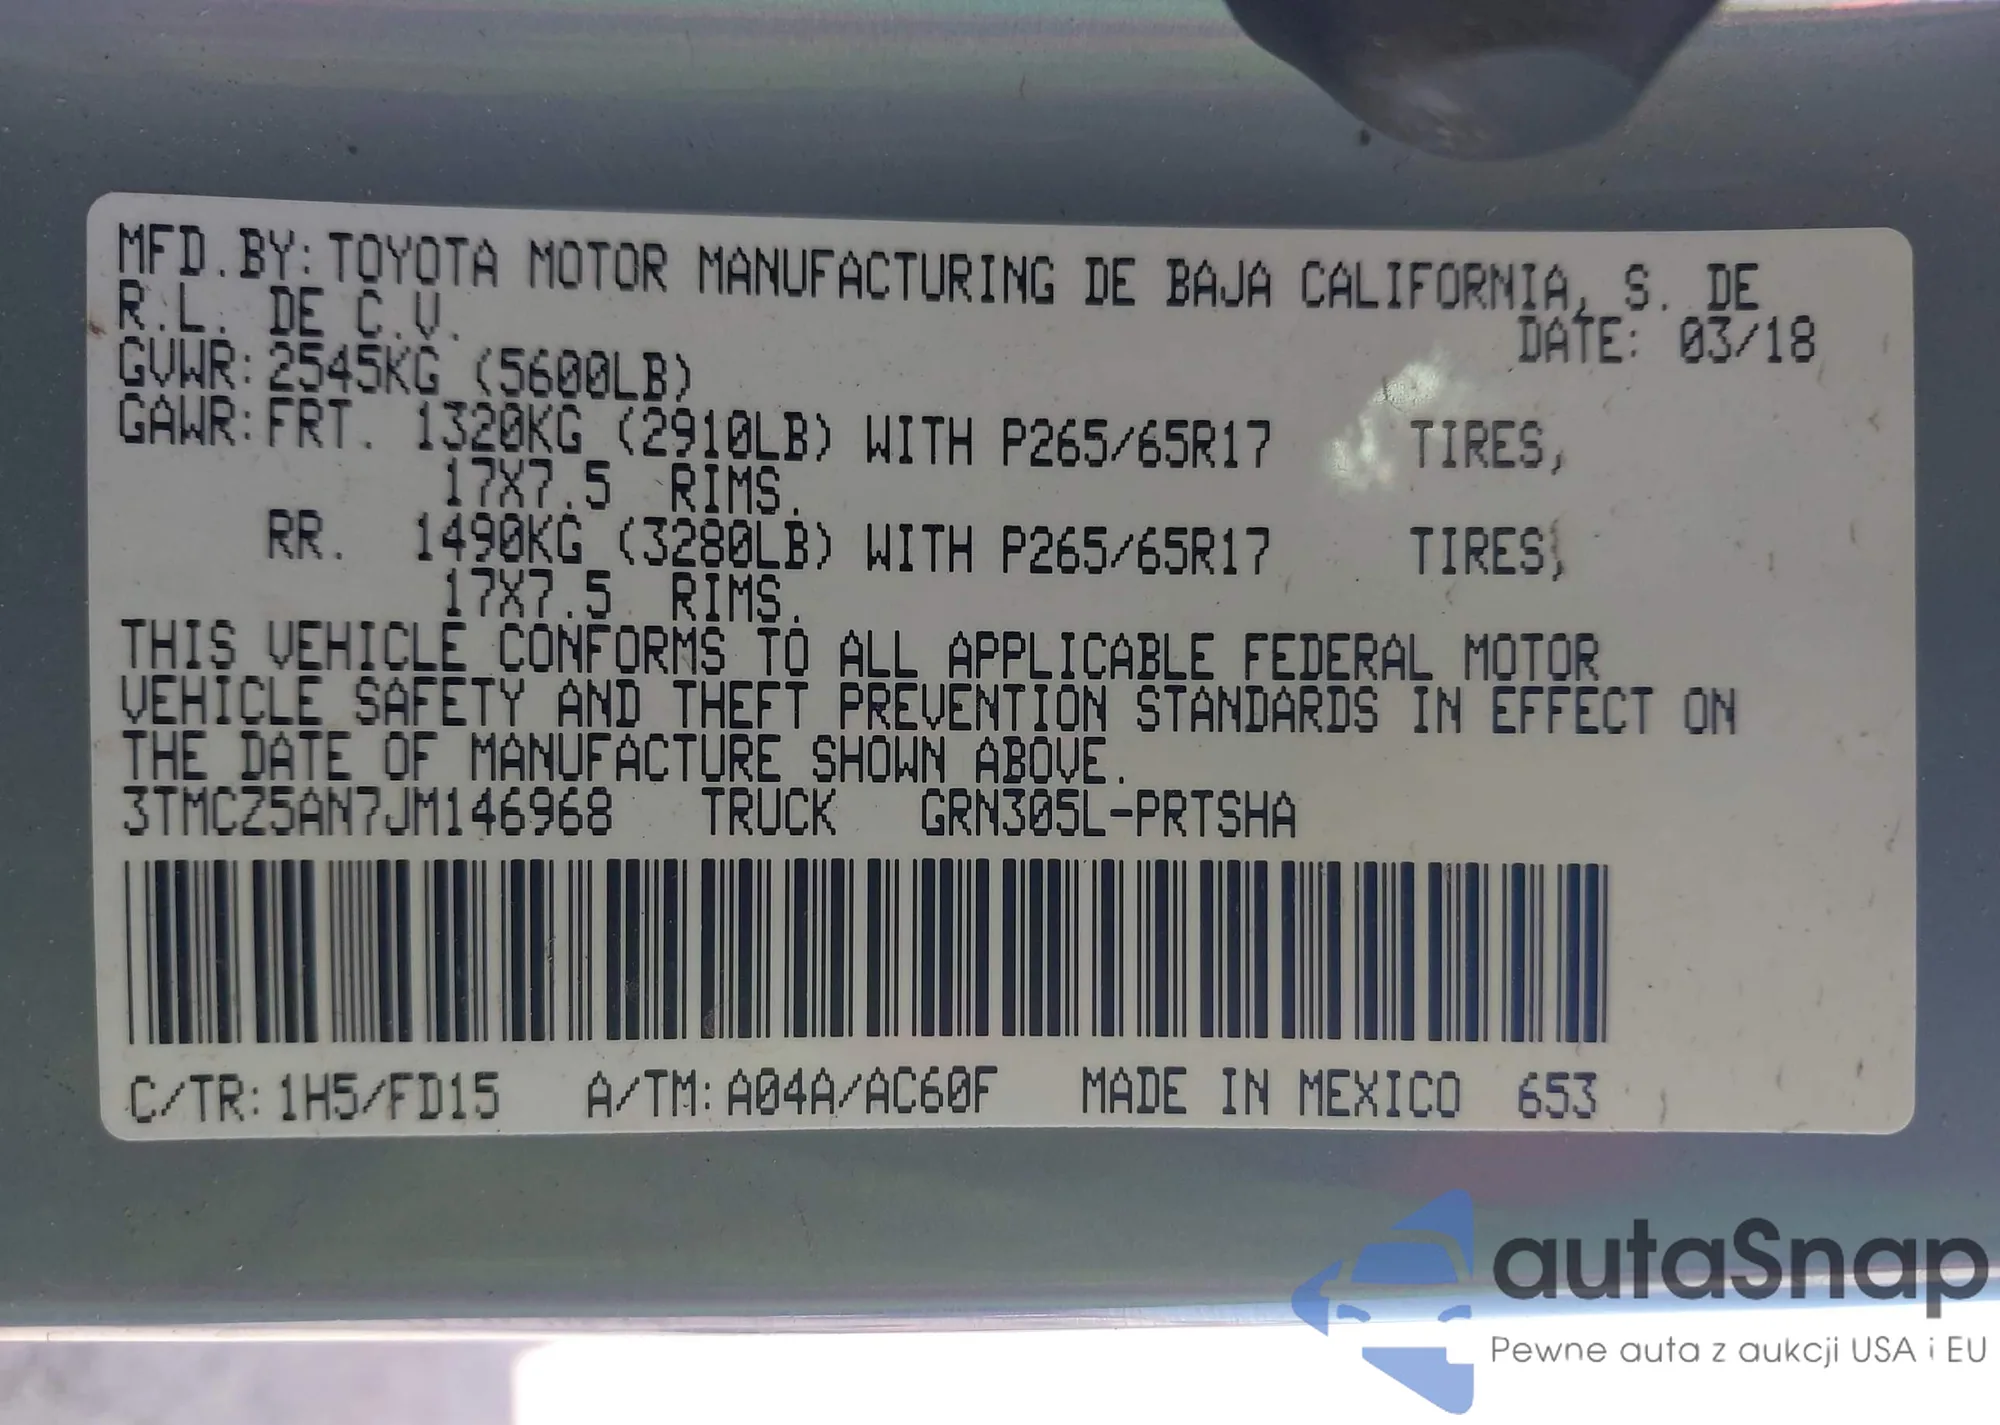 MFD.BY: TOYOTA MOTOR MANUFACTURING DE BAJA CALIFORNIA, S. DE
R.L. DE C.V.
DATE: 03/18
GVWR: 2545KG (5600LB)
GAWR: FRT. 1320KG (2910LB) WITH P265/65R17 TIRES,
17X7.5 RIMS.
RR. 1490KG (3280LB) WITH P265/65R17 TIRES,
17X7.5 RIMS.
THIS VEHICLE CONFORMS TO ALL APPLICABLE FEDERAL MOTOR
VEHICLE SAFETY AND THEFT PREVENTION STANDARDS IN EFFECT ON
THE DATE OF MANUFACTURE SHOWN ABOVE.
3TMCZ5AN7JM146968 TRUCK GRN305L-PRTSHA
C/TR: 1H5/FD15 A/TM: A04A/AC60F MADE IN MEXICO 653
autaSnap
Pewne auta z aukcji USA i EU